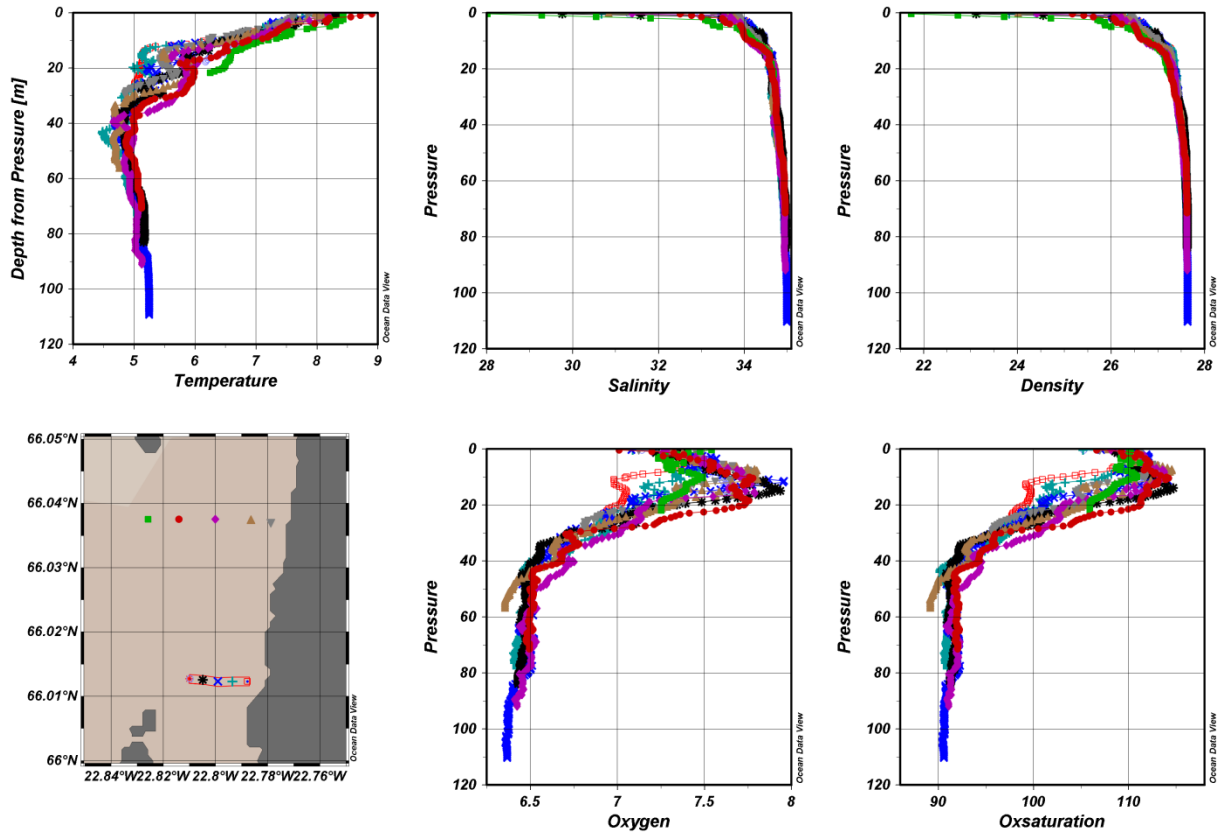 0
20
40
60
80
100
120
Depth from Pressure [m]
4 5 6 7 8 9
Temperature
Ocean Data View
0
20
40
60
80
100
120
Pressure
28 30 32 34
Salinity
Ocean Data View
0
20
40
60
80
100
120
Pressure
22 24 26 28
Density
Ocean Data View
66.05°N
66.04°N
66.03°N
66.02°N
66.01°N
66°N
22.84°W 22.82°W 22.8°W 22.78°W 22.76°W
Ocean Data View
0
20
40
60
80
100
120
Pressure
6.5 7 7.5 8
Oxygen
Ocean Data View
0
20
40
60
80
100
120
Pressure
90 100 110
Oxsaturation
Ocean Data View